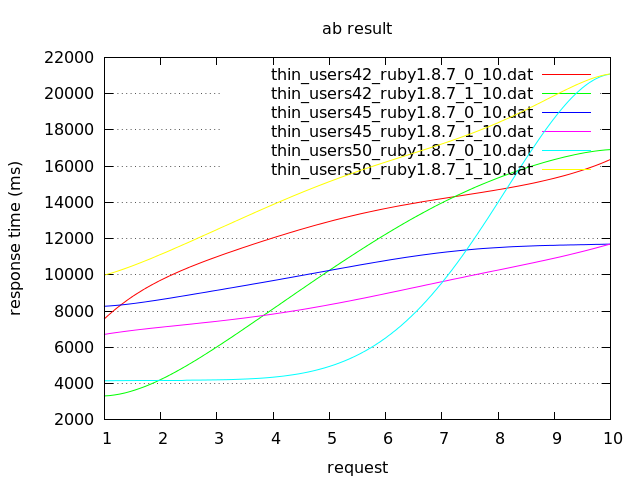 ab result
22000
20000
18000
16000
14000
12000
10000
8000
6000
4000
2000
response time (ms)
thin_users42_ruby1.8.7_0_10.dat
thin_users42_ruby1.8.7_1_10.dat
thin_users45_ruby1.8.7_0_10.dat
thin_users45_ruby1.8.7_1_10.dat
thin_users50_ruby1.8.7_0_10.dat
thin_users50_ruby1.8.7_1_10.dat
1 2 3 4 5 6 7 8 9 10
request